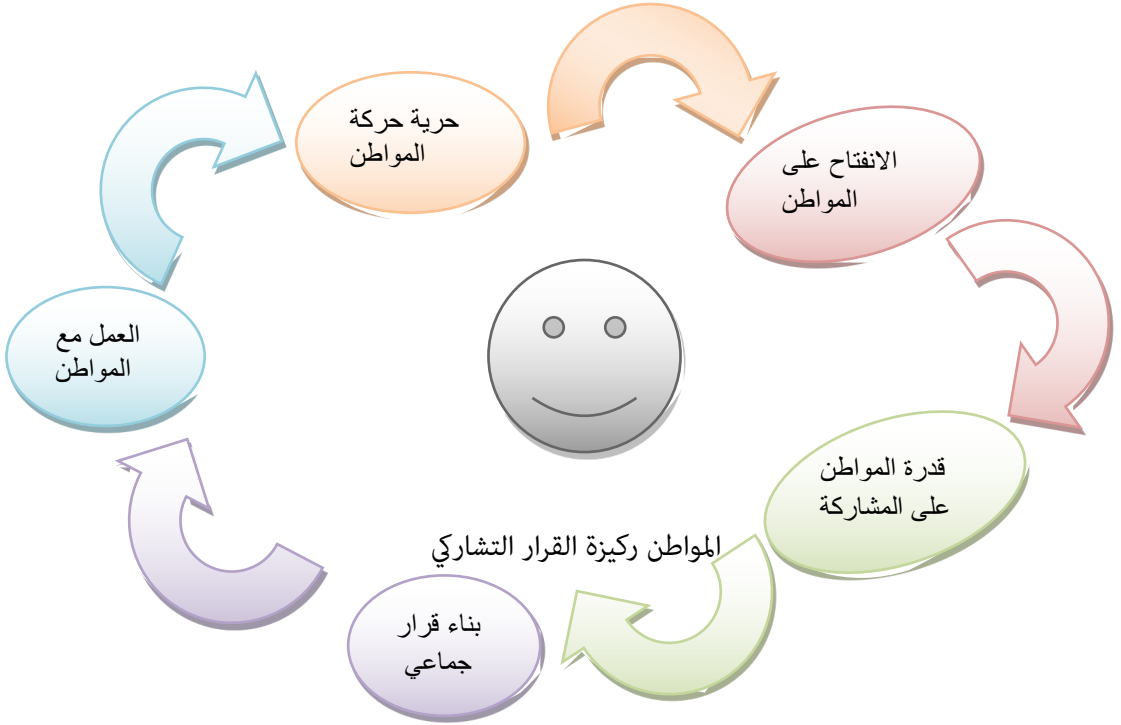 حرية حركة
المواطن
الانفتاح على
المواطن
قدرة المواطن
على المشاركة
بناء قرار
جماعي
العمل مع
المواطن
المواطن ركيزة القرار التشاركي